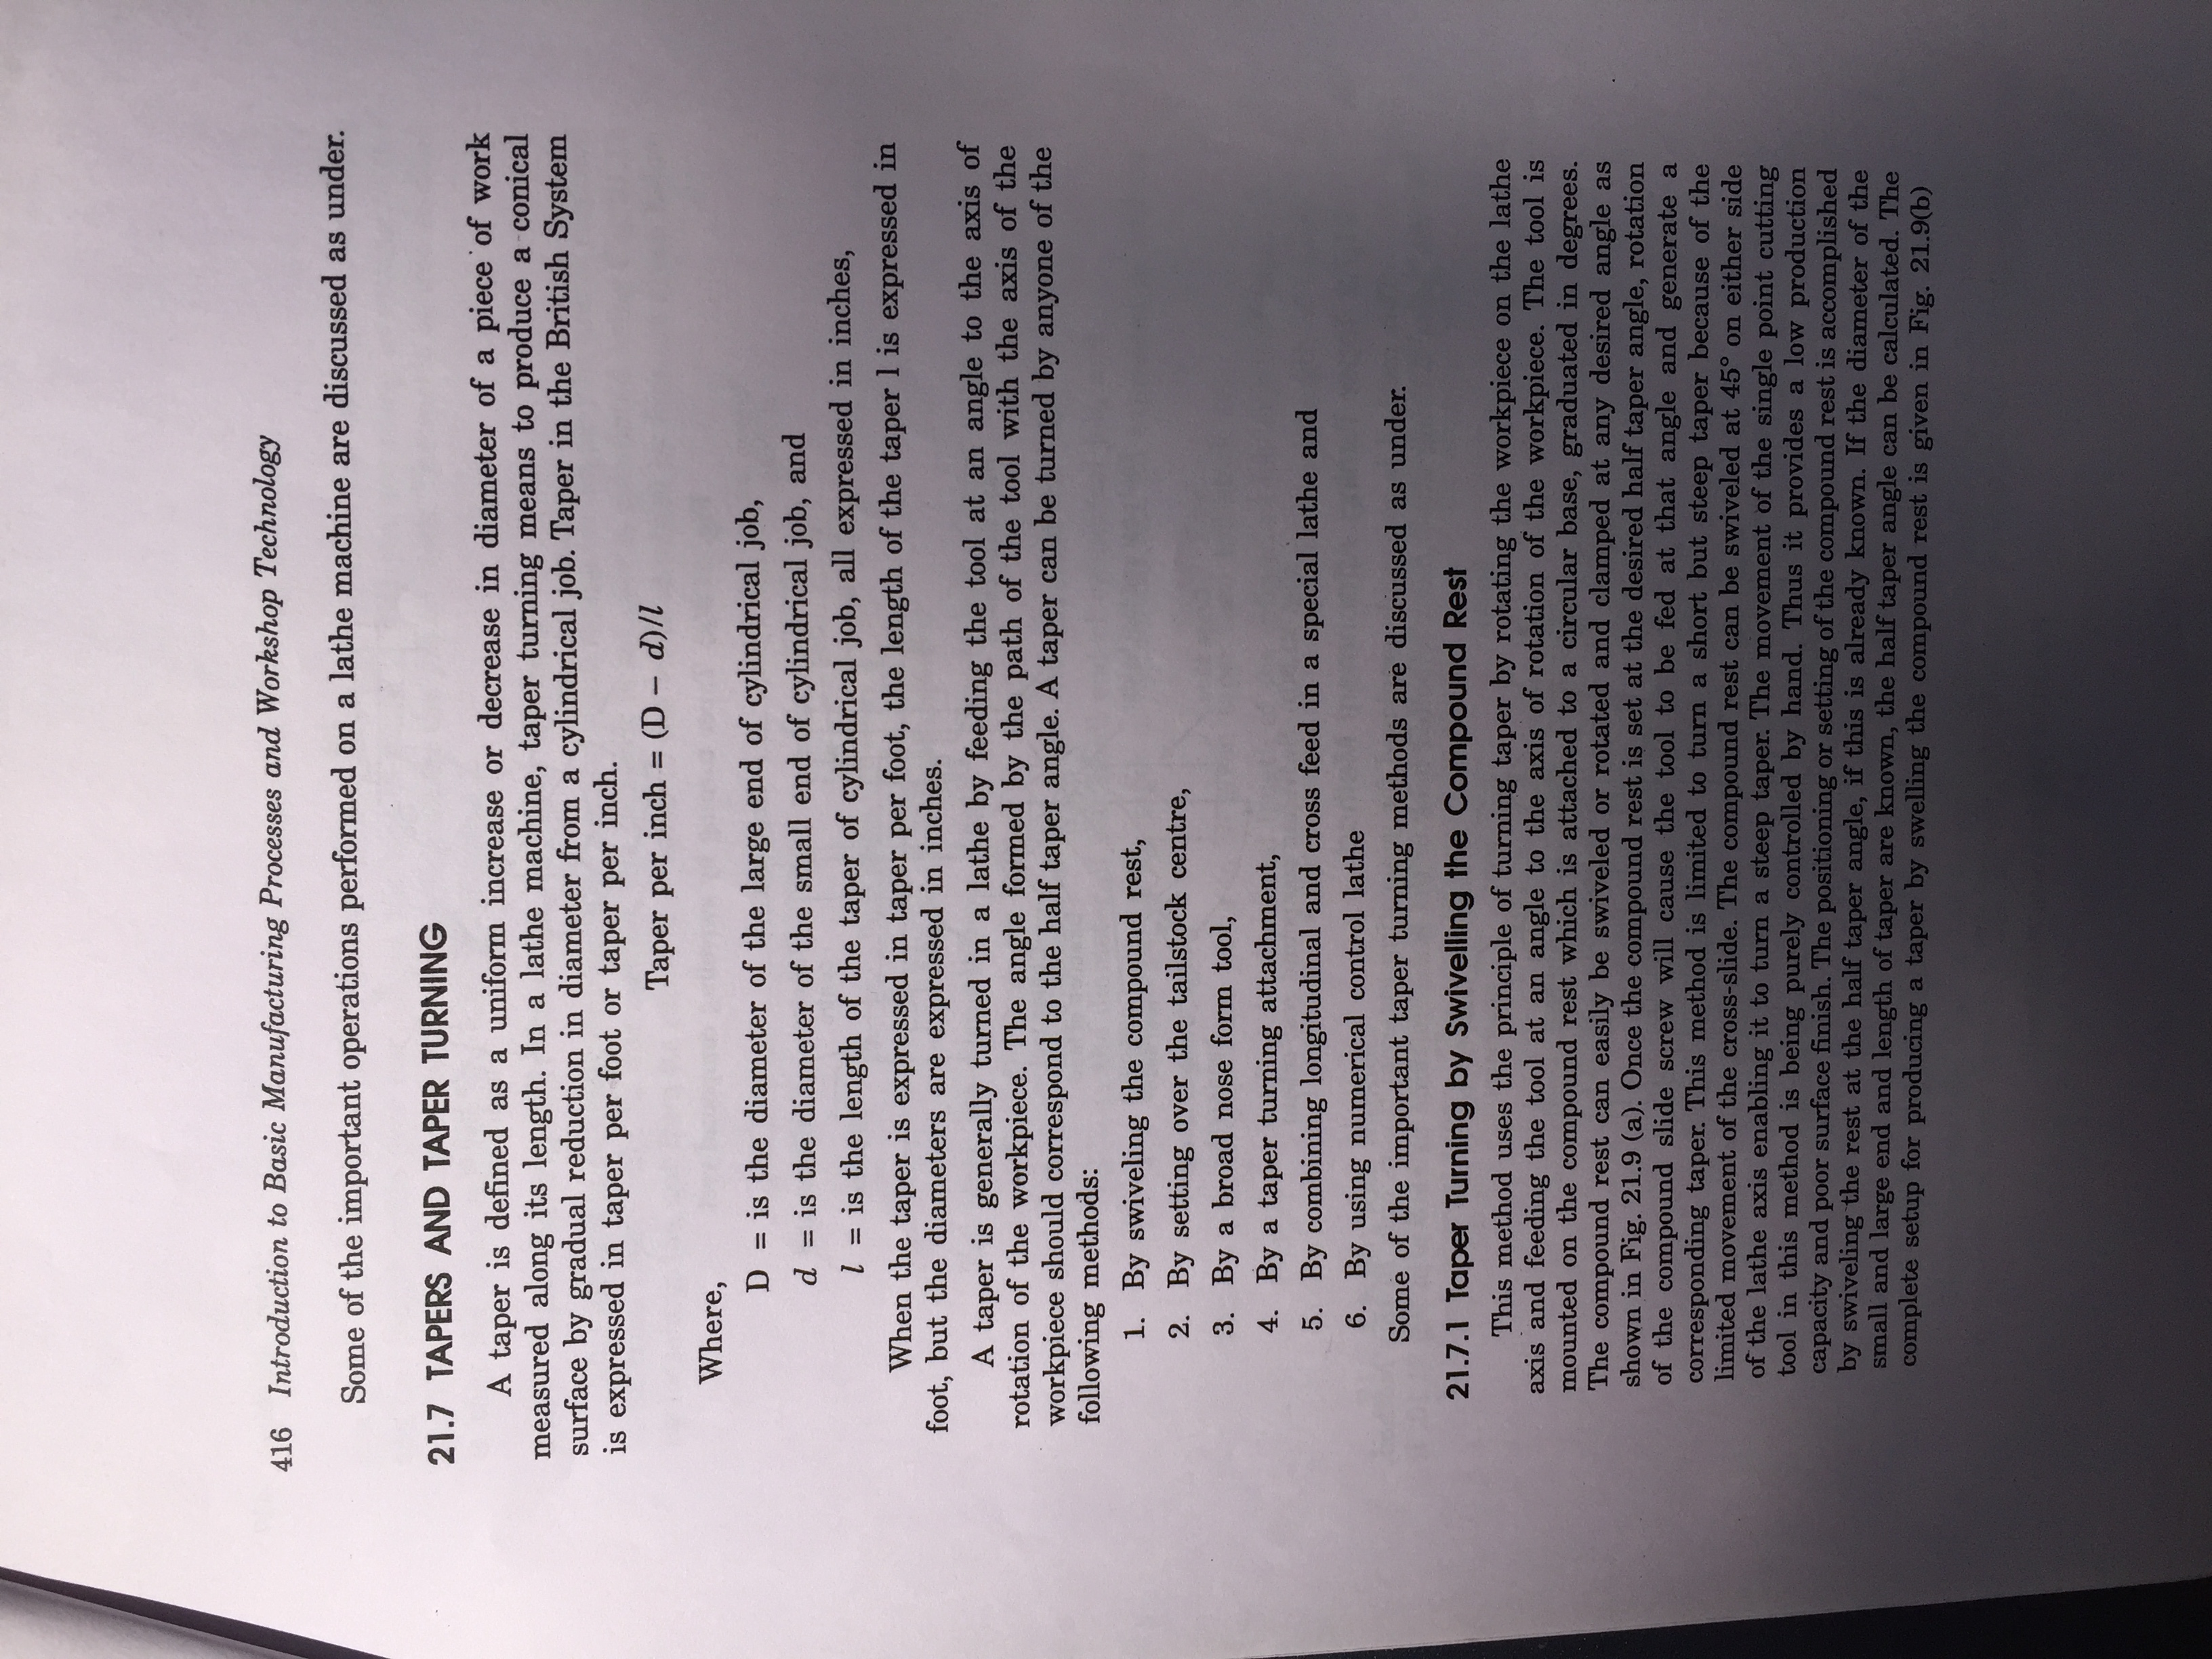 416 Introduction to Basic Manufacturing Processes and Workshop Technology
Some of the important operations performed on a lathe machine are discussed as under.
21.7 TAPERS AND TAPER TURNING
A taper is defined as a uniform increase or decrease in diameter of a piece of work
measured along its length. In a lathe machine, taper turning means to produce a conical
surface by gradual reduction in diameter from a cylindrical job. Taper in the British System
is expressed in taper per foot or taper per inch.
Taper per inch = (D – d)/l
Where,
D = is the diameter of the large end of cylindrical job,
d = is the diameter of the small end of cylindrical job, and
l = is the length of the taper of cylindrical job, all expressed in inches,
When the taper is expressed in taper per foot, the length of the taper l is expressed in
foot, but the diameters are expressed in inches.
A taper is generally turned in a lathe by feeding the tool at an angle to the axis of
rotation of the workpiece. The angle formed by the path of the tool with the axis of the
workpiece should correspond to the half taper angle. A taper can be turned by anyone of the
following methods:
1. By swiveling the compound rest,
2. By setting over the tailstock centre,
3. By a broad nose form tool,
4. By a taper turning attachment,
5. By combining longitudinal and cross feed in a special lathe and
6. By using numerical control lathe
Some of the important taper turning methods are discussed as under.
21.7.1 Taper Turning by Swivelling the Compound Rest
This method uses the principle of turning taper by rotating the workpiece on the lathe
axis and feeding the tool at an angle to the axis of rotation of the workpiece. The tool is
mounted on the compound rest which is attached to a circular base, graduated in degrees.
The compound rest can easily be swiveled or rotated and clamped at any desired angle as
shown in Fig. 21.9 (a). Once the compound rest is set at the desired half taper angle, rotation
of the compound slide screw will cause the tool to be fed at that angle and generate a
corresponding taper. This method is limited to turn a short but steep taper because of the
limited movement of the cross-slide. The compound rest can be swiveled at 45° on either side
of the lathe axis enabling it to turn a steep taper. The movement of the single point cutting
tool in this method is being purely controlled by hand. Thus it provides a low production
capacity and poor surface finish. The positioning or setting of the compound rest is accomplished
by swiveling the rest at the half taper angle, if this is already known. If the diameter of the
small and large end and length of taper are known, the half taper angle can be calculated. The
complete setup for producing a taper by swelling the compound rest is given in Fig. 21.9(b)